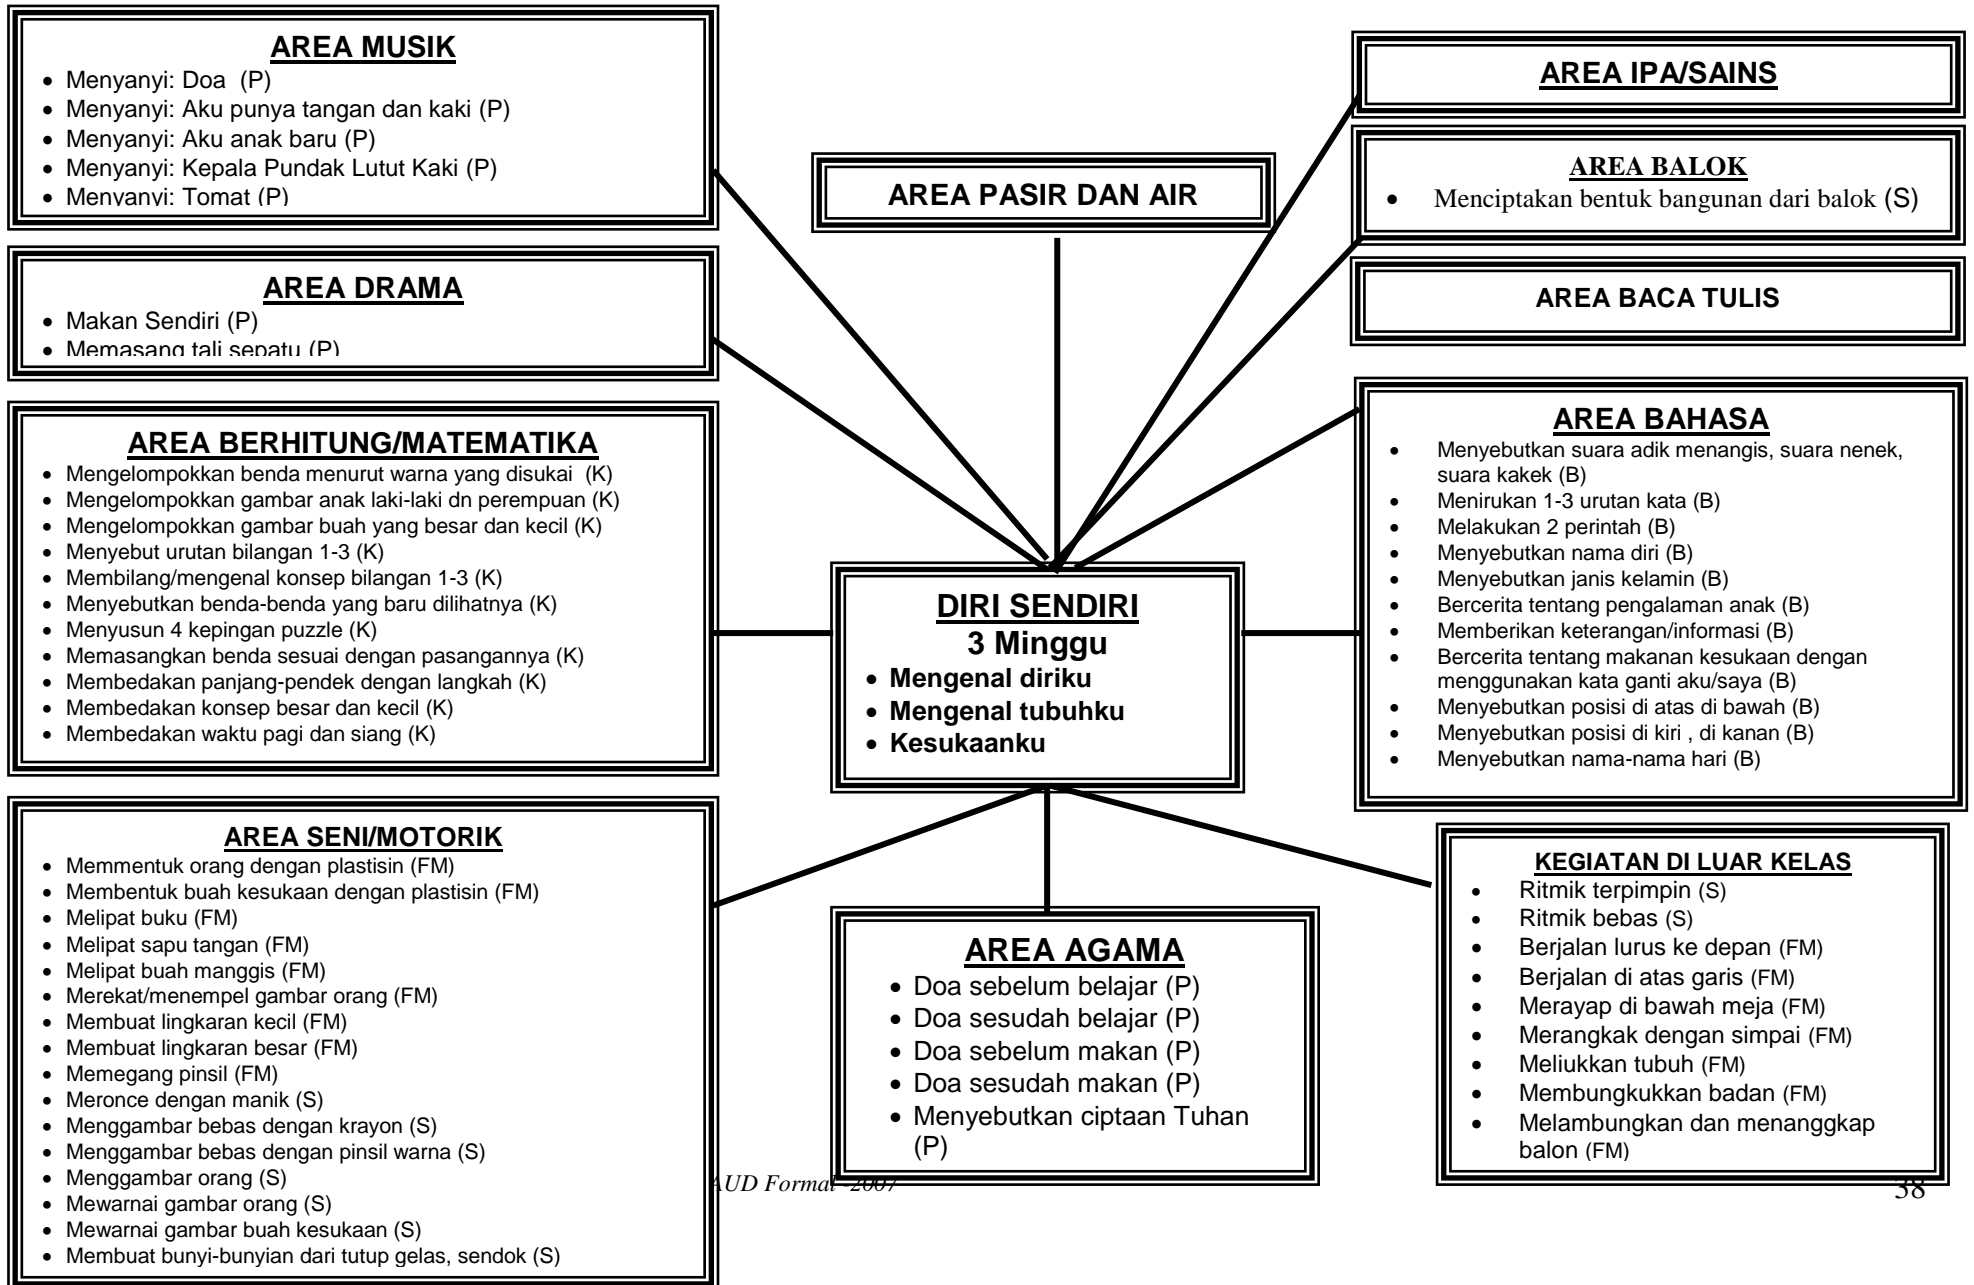 AREA MUSIK
• Menyanyi: Doa (P)
• Menyanyi: Aku punya tangan dan kaki (P)
• Menyanyi: Aku anak baru (P)
• Menyanyi: Kepala Pundak Lutut Kaki (P)
• Menyanyi: Tomat (P)
AREA DRAMA
• Makan Sendiri (P)
• Memasang tali sepatu (P)
AREA BERHITUNG/MATEMATIKA
• Mengelompokkan benda menurut warna yang disukai (K)
• Mengelompokkan gambar anak laki-laki dn perempuan (K)
• Mengelompokkan gambar buah yang besar dan kecil (K)
• Menyebut urutan bilangan 1-3 (K)
• Membilang/mengenal konsep bilangan 1-3 (K)
• Menyebutkan benda-benda yang baru dilihatnya (K)
• Menyusun 4 kepingan puzzle (K)
• Memasangkan benda sesuai dengan pasangannya (K)
• Membedakan panjang-pendek dengan langkah (K)
• Membedakan konsep besar dan kecil (K)
• Membedakan waktu pagi dan siang (K)
AREA SENI/MOTORIK
• Memmentuk orang dengan plastisin (FM)
• Membentuk buah kesukaan dengan plastisin (FM)
• Melipat buku (FM)
• Melipat sapu tangan (FM)
• Melipat buah manggis (FM)
• Merekat/menempel gambar orang (FM)
• Membuat lingkaran kecil (FM)
• Membuat lingkaran besar (FM)
• Memegang pinsil (FM)
• Meronce dengan manik (S)
• Menggambar bebas dengan krayon (S)
• Menggambar bebas dengan pinsil warna (S)
• Menggambar orang (S)
• Mewarnai gambar orang (S)
• Mewarnai gambar buah kesukaan (S)
• Membuat bunyi-bunyian dari tutup gelas, sendok (S)
AREA PASIR DAN AIR
DIRI SENDIRI
3 Minggu
• Mengenal diriku
• Mengenal tubuhku
• Kesukaanku
AREA AGAMA
• Doa sebelum belajar (P)
• Doa sesudah belajar (P)
• Doa sebelum makan (P)
• Doa sesudah makan (P)
• Menyebutkan ciptaan Tuhan
(P)
AREA IPA/SAINS
AREA BALOK
• Menciptakan bentuk bangunan dari balok (S)
AREA BACA TULIS
AREA BAHASA
• Menyebutkan suara adik menangis, suara nenek,
suara kakek (B)
• Menirukan 1-3 urutan kata (B)
• Melakukan 2 perintah (B)
• Menyebutkan nama diri (B)
• Menyebutkan janis kelamin (B)
• Bercerita tentang pengalaman anak (B)
• Memberikan keterangan/informasi (B)
• Bercerita tentang makanan kesukaan dengan
menggunakan kata ganti aku/saya (B)
• Menyebutkan posisi di atas di bawah (B)
• Menyebutkan posisi di kiri , di kanan (B)
• Menyebutkan nama-nama hari (B)
KEGIATAN DI LUAR KELAS
• Ritmik terpimpin (S)
• Ritmik bebas (S)
• Berjalan lurus ke depan (FM)
• Berjalan di atas garis (FM)
• Merayap di bawah meja (FM)
• Merangkak dengan simpai (FM)
• Meliukkan tubuh (FM)
• Membungkukkan badan (FM)
• Melambungkan dan menanggkap
balon (FM)
AUD Formal -2007
38